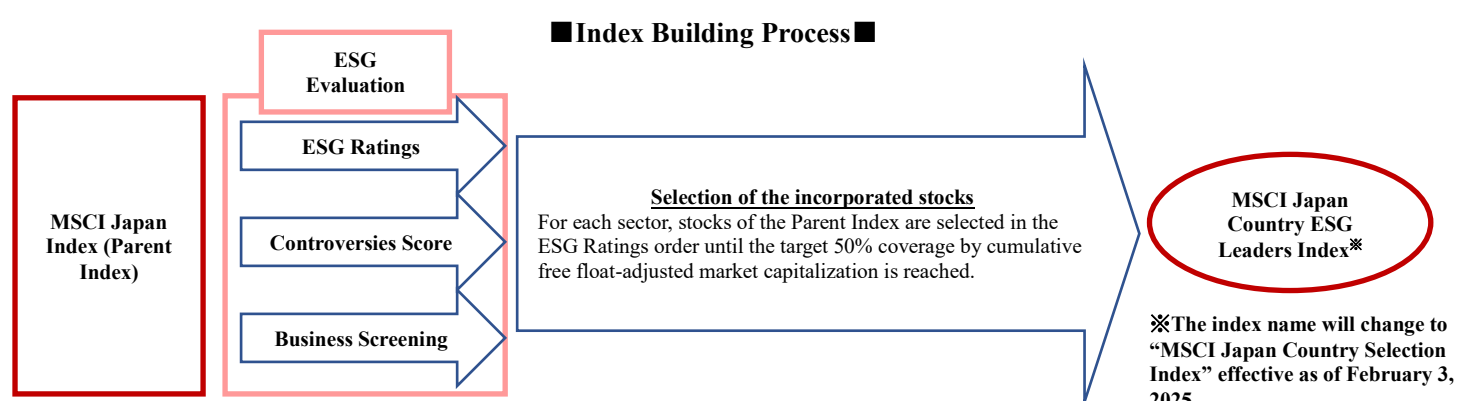 ■Index Building Process■
ESG
Evaluation
MSCI Japan
Index (Parent
Index)
ESG Ratings
Controversies Score
Business Screening
Selection of the incorporated stocks
For each sector, stocks of the Parent Index are selected in the
ESG Ratings order until the target 50% coverage by cumulative
free float-adjusted market capitalization is reached.
MSCI Japan
Country ESG
Leaders Index※
※The index name will change to
“MSCI Japan Country Selection
Index” effective as of February 3,
2025